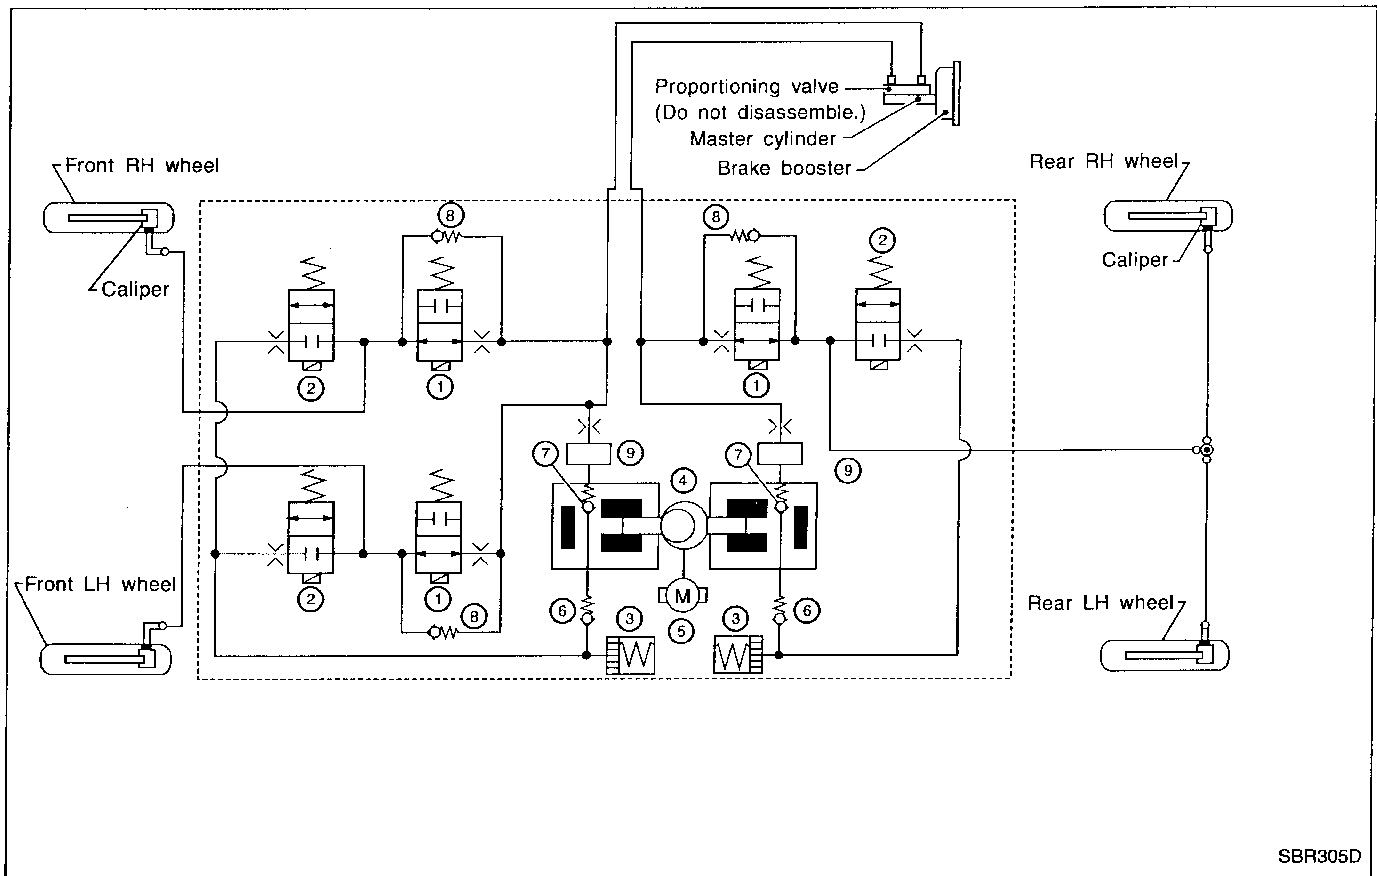 Proportioning valve
(Do not disassemble.)
Master cylinder
Brake booster
Front RH wheel
Rear RH wheel
8
8
2
Caliper
Caliper
2
1
1
7
9
7
9
4
Front LH wheel
2
1
8
6
3
M
5
3
6
Rear LH wheel
SBR305D